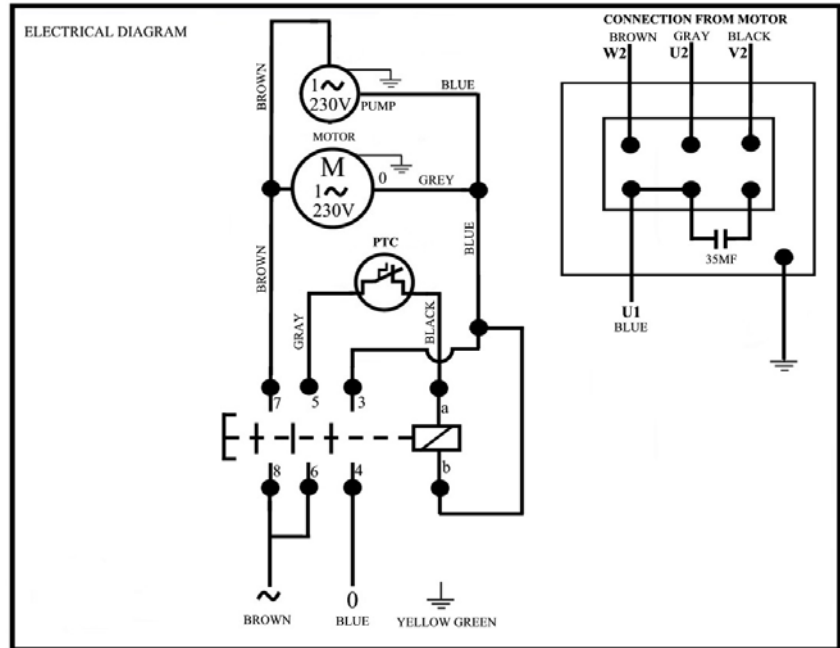 ELECTRICAL DIAGRAM
CONNECTION FROM MOTOR
BROWN GRAY BLACK
W2 U2 V2
BROWN
1~
230V
PUMP
BLUE
MOTOR
M
1~
230V
0
GREY
BROWN
BLUE
PTC
GRAY
BLACK
35MF
U1
BLUE
7 5 3 a
8 6 4 b
~ 0
BROWN BLUE YELLOW GREEN